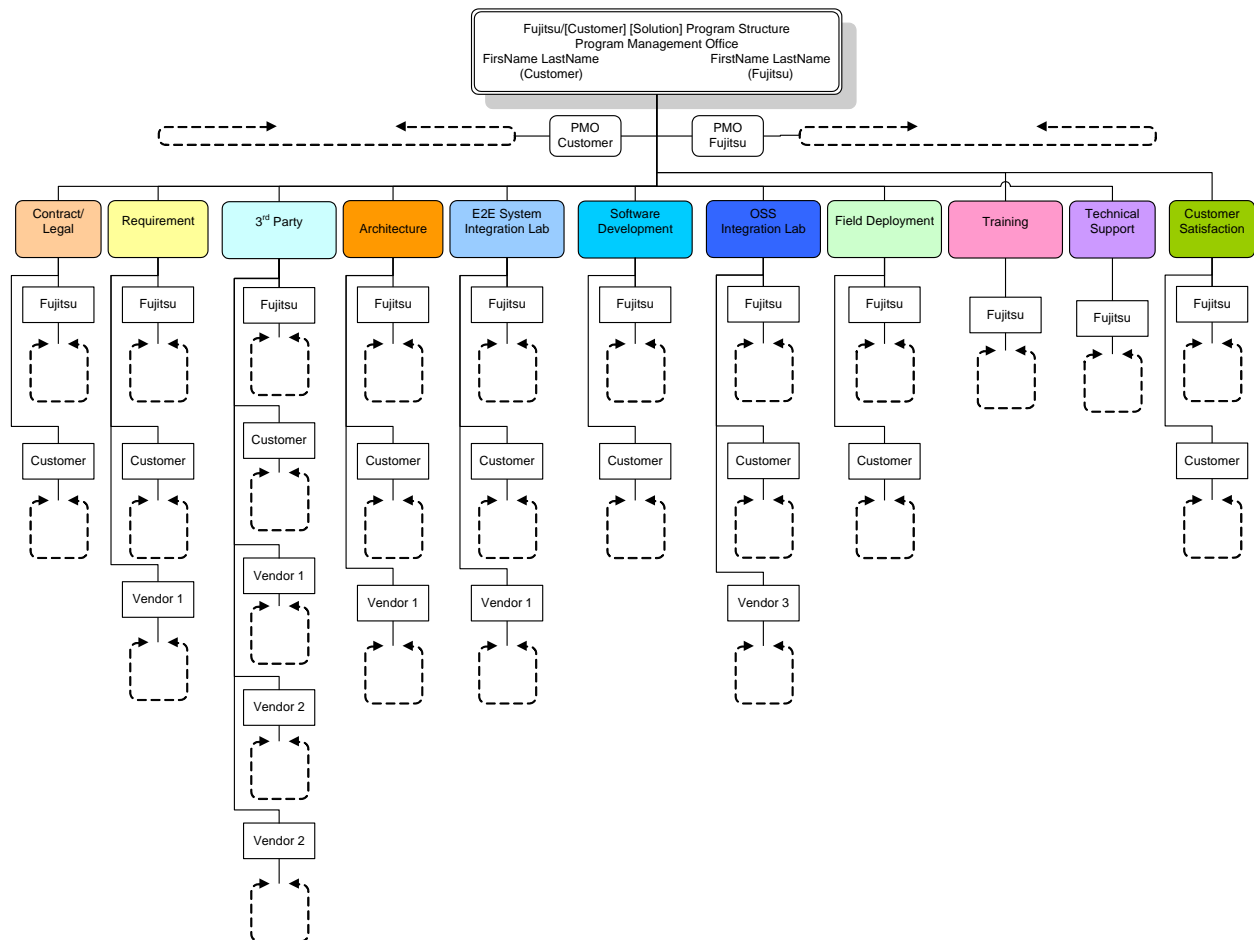 Fujitsu/[Customer] [Solution] Program Structure
Program Management Office
FirsName LastName FirstName LastName
(Customer) (Fujitsu)
PMO
Customer
PMO
Fujitsu
Contract/
Legal
Requirement
3rd Party
Architecture
E2E System
Integration Lab
Software
Development
OSS
Integration Lab
Field Deployment
Training
Technical
Support
Customer
Satisfaction
Fujitsu
Fujitsu
Fujitsu
Fujitsu
Fujitsu
Fujitsu
Fujitsu
Fujitsu
Fujitsu
Fujitsu
Fujitsu
Customer
Customer
Customer
Customer
Customer
Customer
Customer
Customer
Customer
Vendor 1
Vendor 1
Vendor 1
Vendor 1
Vendor 3
Vendor 2
Vendor 2